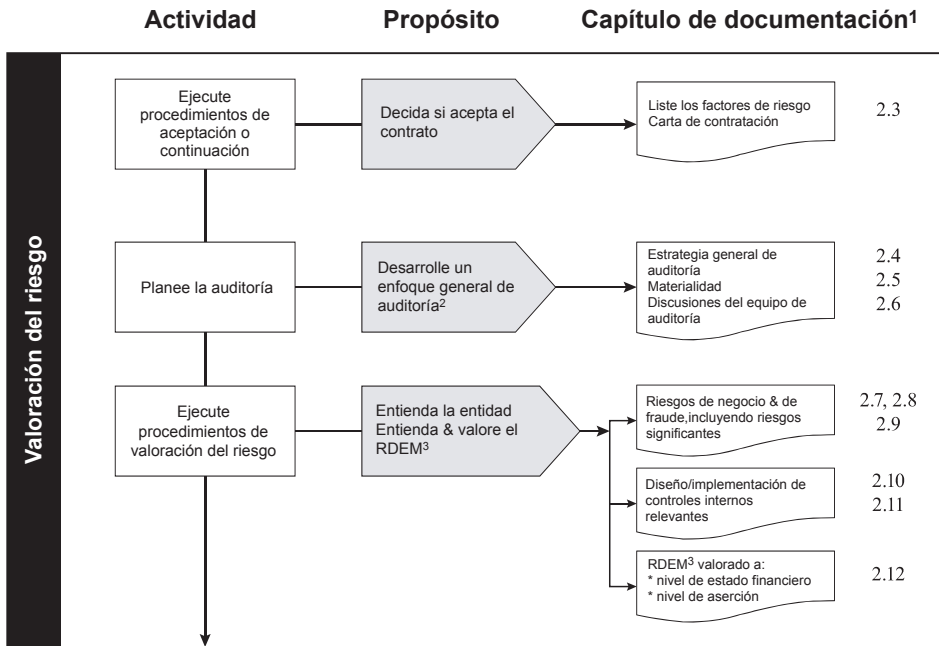 Actividad
Propósito
Capítulo de documentación1
Valoración del riesgo
Ejecute
procedimientos de
aceptación o
continuación
Decida si acepta el
contrato
Liste los factores de riesgo
Carta de contratación
2.3
Planee la auditoría
Desarrolle un
enfoque general de
auditoría2
Estrategia general de
auditoría
Materialidad
Discusiones del equipo de
auditoría
2.4
2.5
2.6
Ejecute
procedimientos de
valoración del riesgo
Entienda la entidad
Entienda & valore el
RDEM3
Riesgos de negocio & de
fraude,incluyendo riesgos
significantes
2.7, 2.8
2.9
Diseño/implementación de
controles internos
relevantes
2.10
2.11
RDEM3 valorado a:
* nivel de estado financiero
* nivel de aserción
2.12